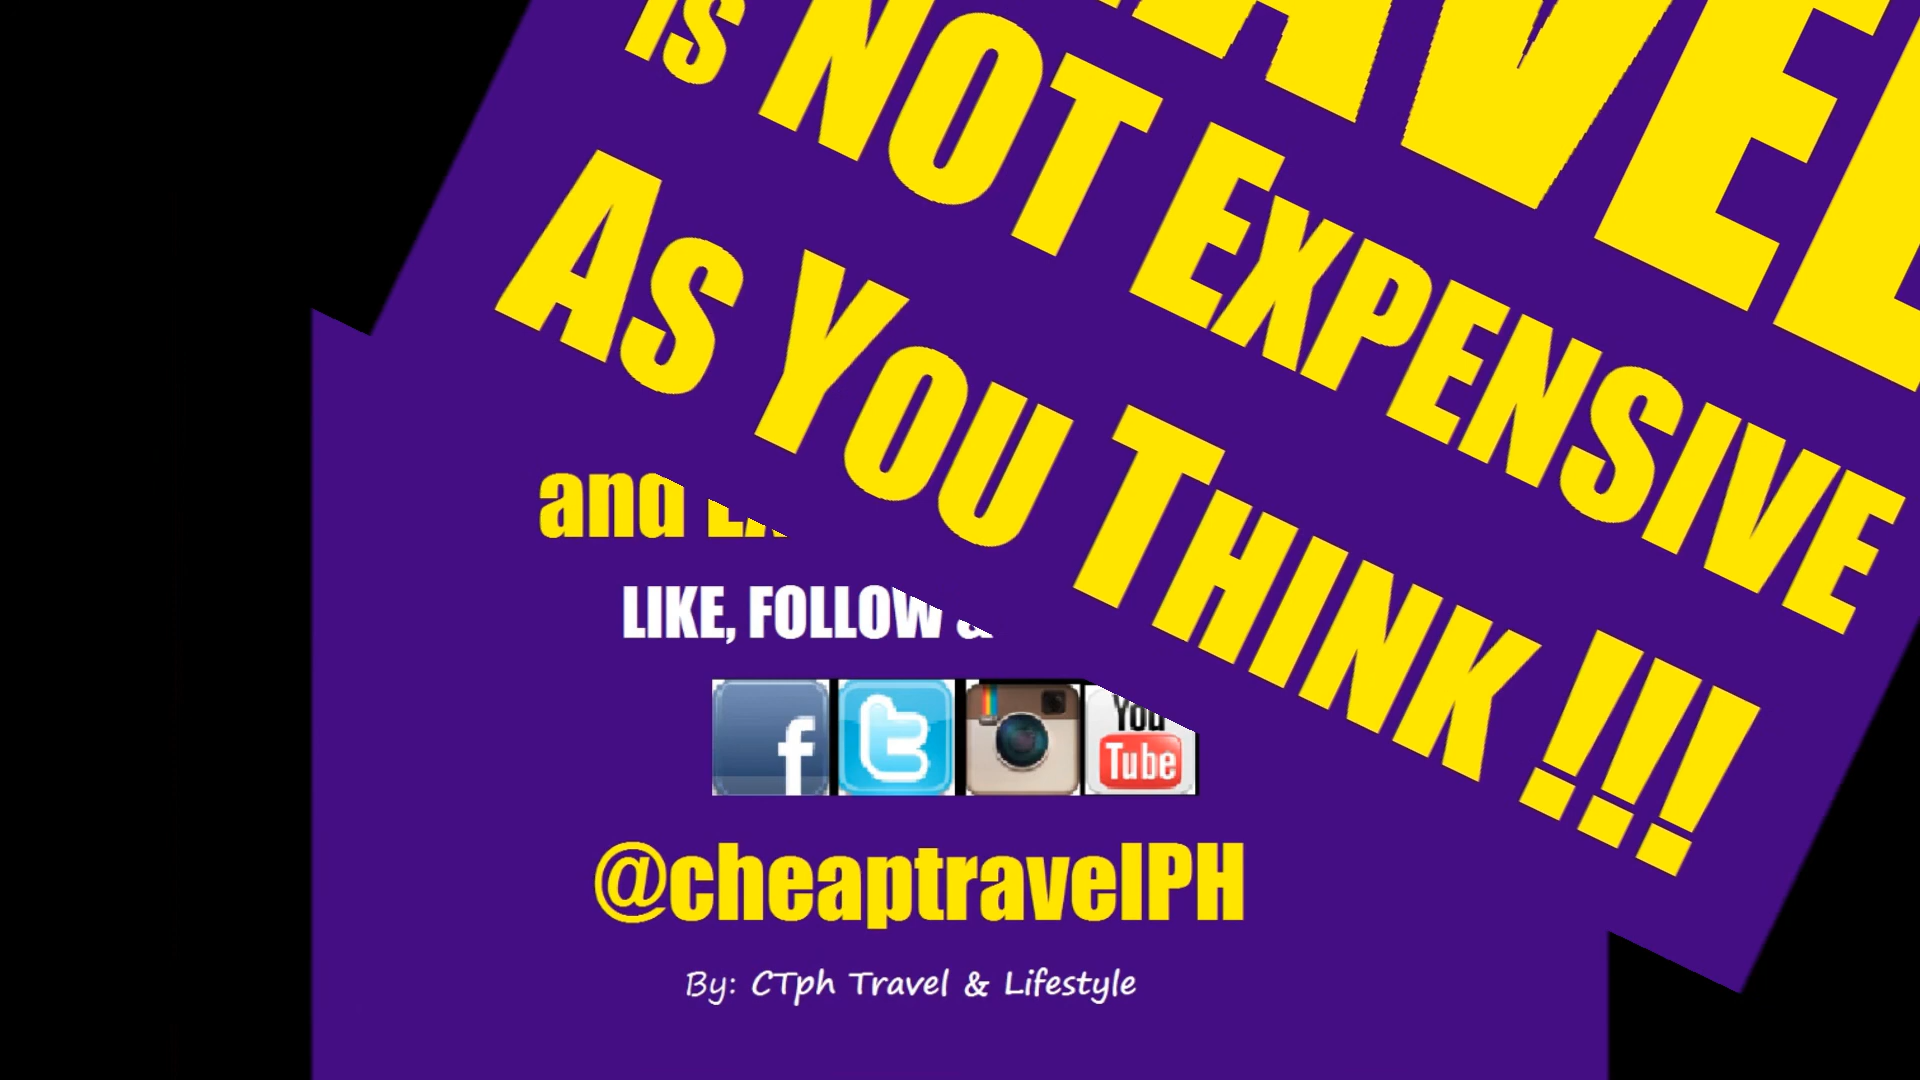 IS NOT EXPENSIVE
AS YOU THINK !!!
and
LIKE, FOLLOW &
You
Tube
@cheaptravelPH
By: CTph Travel & Lifestyle